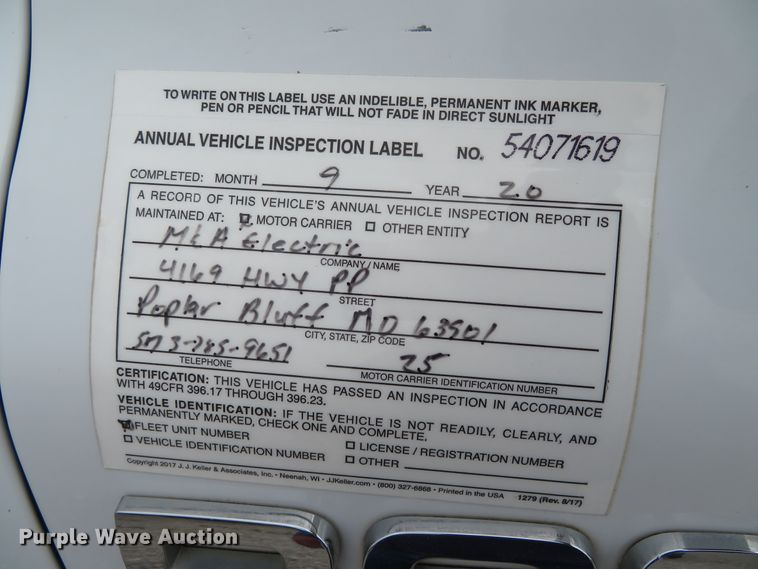 TO WRITE ON THIS LABEL USE AN INDELIBLE, PERMANENT INK MARKER,
PEN OR PENCIL THAT WILL NOT FADE IN DIRECT SUNLIGHT
ANNUAL VEHICLE INSPECTION LABEL NO. 54071619
COMPLETED: MONTH 9 YEAR 20
A RECORD OF THIS VEHICLE'S ANNUAL VEHICLE INSPECTION REPORT IS
MAINTAINED AT: MOTOR CARRIER OTHER ENTITY
M&A Electric
COMPANY NAME
4169 HWY PP
STREET
Poplar Bluff MO 63901
CITY, STATE, ZIP CODE
573-785-9651 25
TELEPHONE MOTOR CARRIER IDENTIFICATION NUMBER
CERTIFICATION: THIS VEHICLE HAS PASSED AN INSPECTION IN ACCORDANCE
WITH 49CFR 396.17 THROUGH 396.23.
VEHICLE IDENTIFICATION: IF THE VEHICLE IS NOT READILY, CLEARLY, AND
PERMANENTLY MARKED, CHECK ONE AND COMPLETE.
FLEET UNIT NUMBER LICENSE / REGISTRATION NUMBER
VEHICLE IDENTIFICATION NUMBER OTHER
Copyright 2017 J. J. Keller & Associates, Inc. • Neenah, WI • JJKeller.com • (800) 327-6868 • Printed in the USA 1279 (Rev. 8/17)
Purple Wave Auction